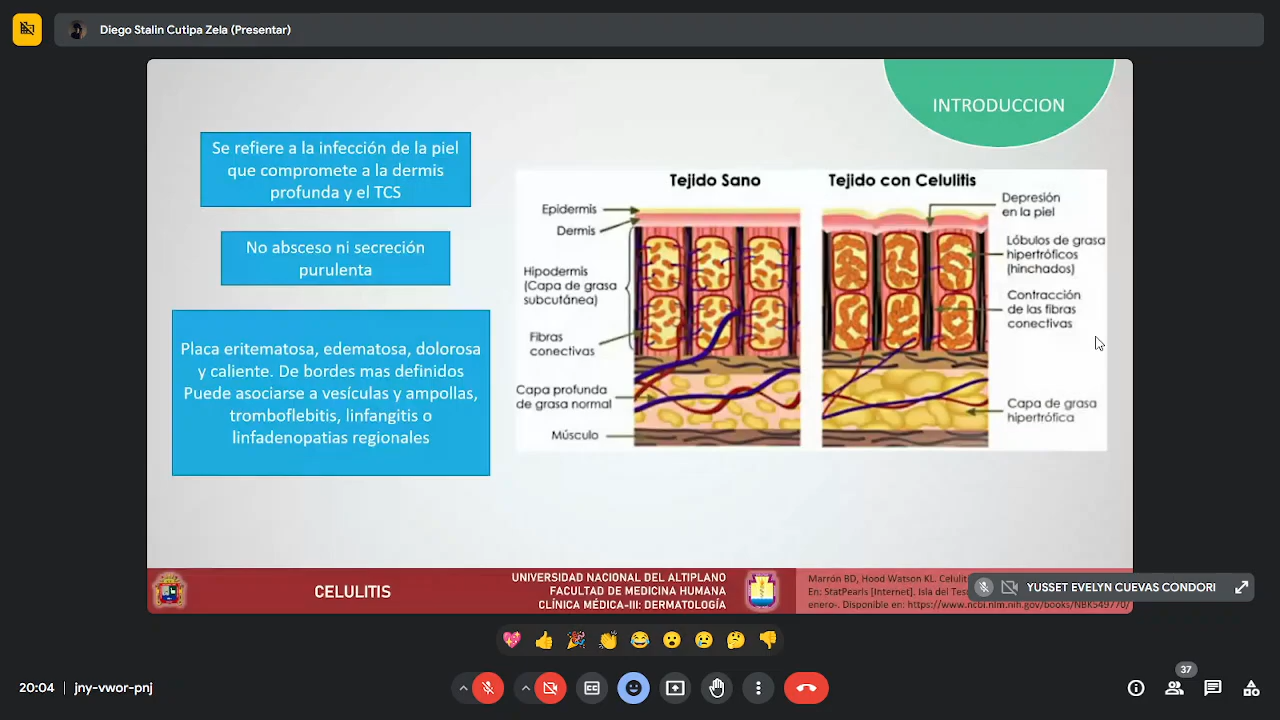 Diego Stalin Cutipa Zela (Presentar)
INTRODUCCION
Se refiere a la infección de la piel
que compromete a la dermis
profunda y el TCS
No absceso ni secreción
purulenta
Placa eritematosa, edematosa, dolorosa
y caliente. De bordes mas definidos
Puede asociarse a vesículas y ampollas,
tromboflebitis, linfangitis o
linfadenopatias regionales
Tejido Sano
Epidermis
Dermis
Hipodermis
(Capa de grasa
subcutánea)
Fibras
conectivas
Capa profunda
de grasa normal
Músculo
Tejido con Celulitis
Depresión
en la piel
Lóbulos de grasa
hipertróficos
(hinchados)
Contracción
de las fibras
conectivas
Capa de grasa
hipertrófica
CELULITIS
UNIVERSIDAD NACIONAL DEL ALTIPLANO
FACULTAD DE MEDICINA HUMANA
CLÍNICA MÉDICA-III: DERMATOLOGÍA
Marrón BD, Hood Watson KL. Celulit
En: StatPearls [Internet]. Isla del Tes
enero-. Disponible en: https://www.ncbi.nlm.nih.gov/books/NBK549770/
YUSSET EVELYN CUEVAS CONDORI
20:04 | jny-vwor-pnj
37